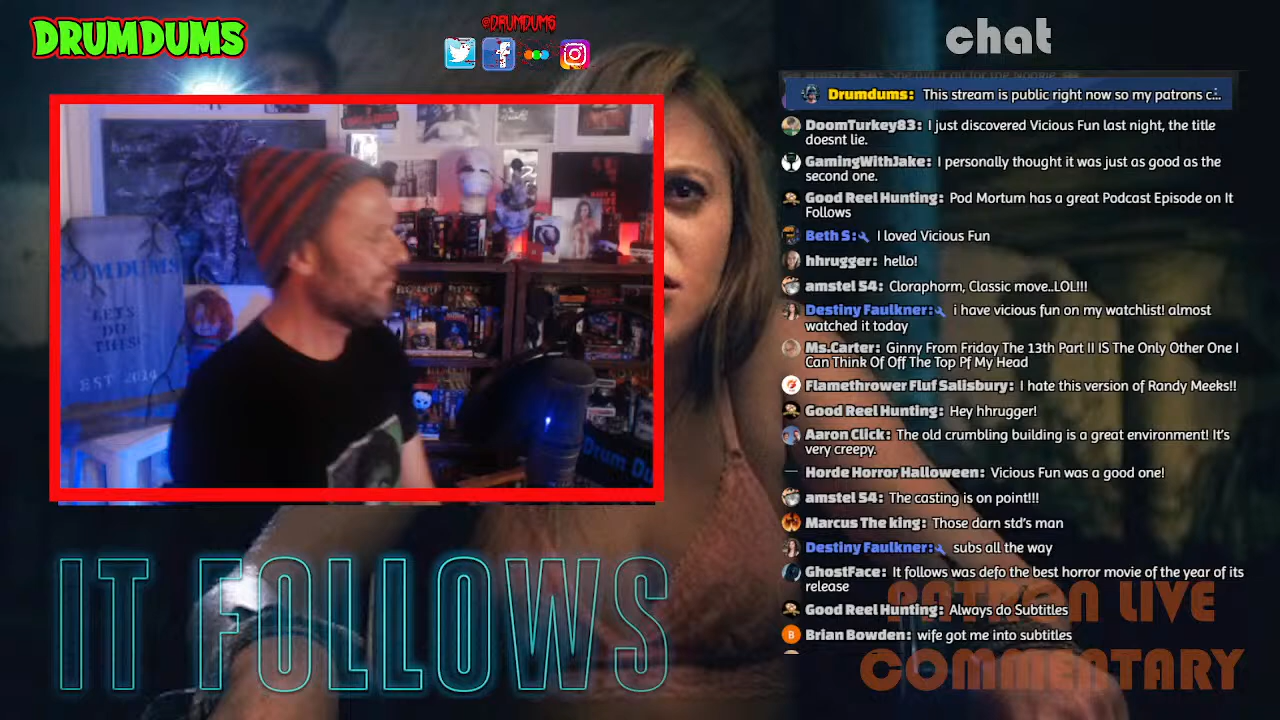 DRUMDUMS
@DRUMDUMS
chat
Drumdums: This stream is public right now so my patrons c...
DoomTurkey83: I just discovered Vicious Fun last night, the title
doesnt lie.
GamingWithJake: I personally thought it was just as good as the
second one.
Good Reel Hunting: Pod Mortum has a great Podcast Episode on It
Follows
Beth S: I loved Vicious Fun
hhrugger: hello!
amstel 54: Cloraphorm, Classic move..LOL!!!
Destiny Faulkner: i have vicious fun on my watchlist! almost
watched it today
Ms.Carter: Ginny From Friday The 13th Part II IS The Only Other One I
Can Think Of Off The Top Pf My Head
Flamethrower Fluf Salisbury: I hate this version of Randy Meeks!!
Good Reel Hunting: Hey hhrugger!
Aaron Click: The old crumbling building is a great environment! It's
very creepy.
Horde Horror Halloween: Vicious Fun was a good one!
amstel 54: The casting is on point!!!
Marcus The king: Those darn std's man
Destiny Faulkner: subs all the way
GhostFace: It follows was defo the best horror movie of the year of its
release
Good Reel Hunting: Always do Subtitles
B Brian Bowden: wife got me into subtitles
DRUMDUMS
LET'S
DO
THESE
EST 2014
Drum Du
IT FOLLOWS
PATRON LIVE
COMMENTARY